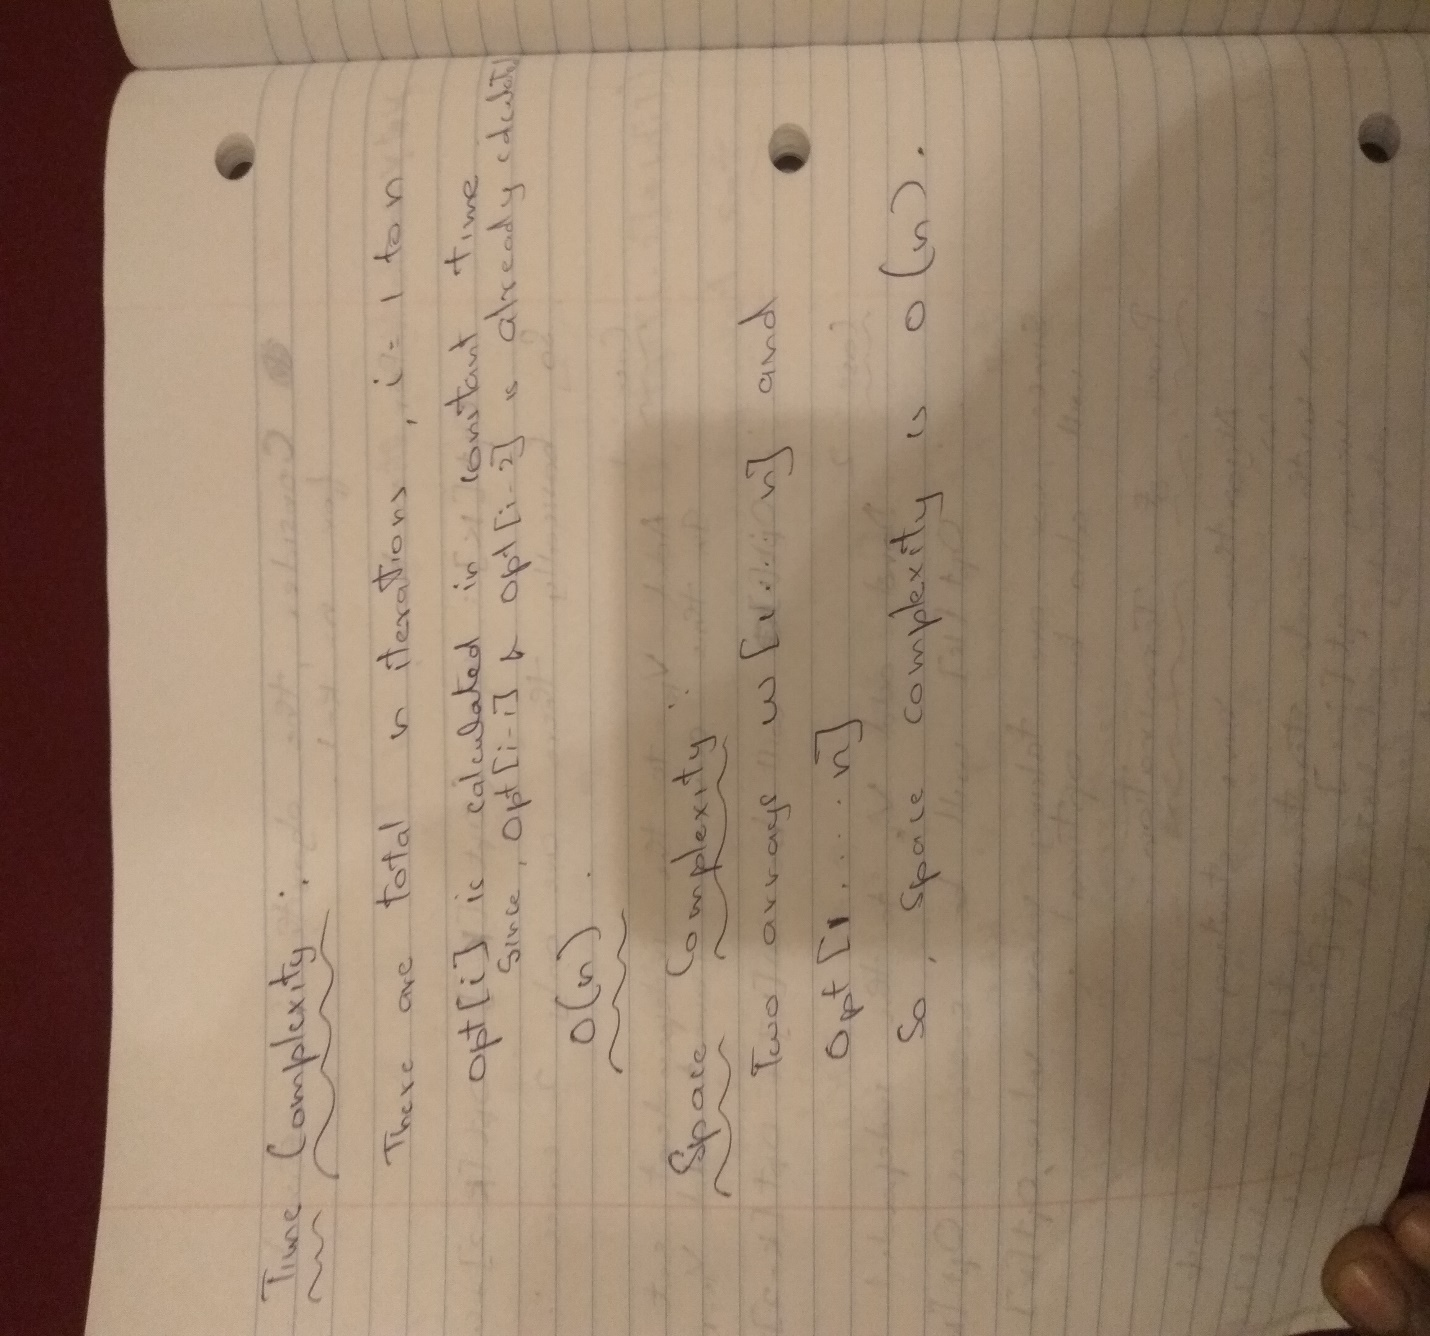 Time Complexity:
There are total n iterations, i = 1 to n
Opt[i] is calculated in constant time
Since, Opt[i-1] & Opt[i-2] is already calculated
O(n)
Space Complexity:
Two arrays w[1....n] and
Opt[1....n]
So, space complexity is O(n).